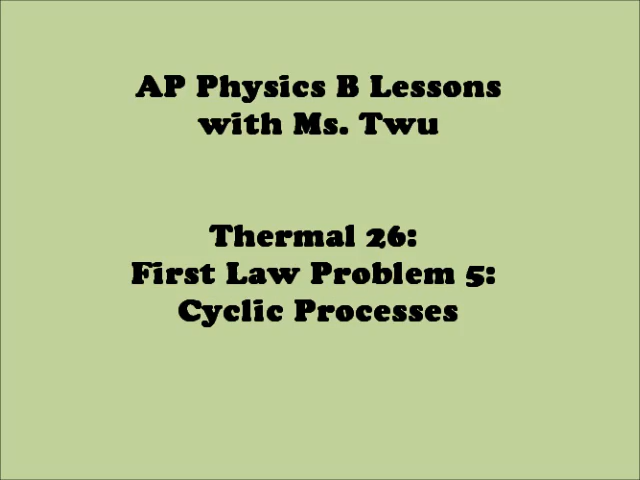 AP Physics B Lessons
with Ms. Twu
Thermal 26:
First Law Problem 5:
Cyclic Processes